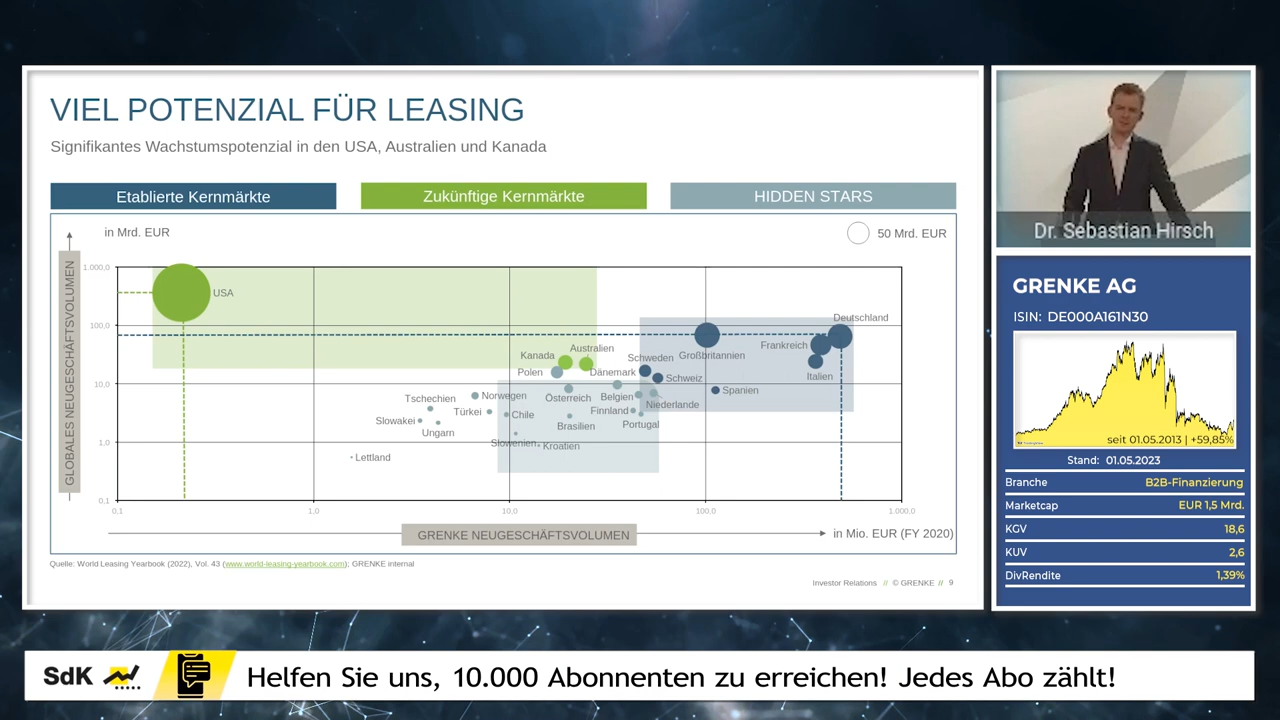 VIEL POTENZIAL FÜR LEASING
Signifikantes Wachstumspotenzial in den USA, Australien und Kanada
Etablierte Kernmärkte
Zukünftige Kernmärkte
HIDDEN STARS
in Mrd. EUR
50 Mrd. EUR
GLOBALES NEUGESCHÄFTSVOLUMEN
1.000,0
100,0
10,0
1,0
0.1
USA
Deutschland
Frankreich
Großbritannien
Italien
Australien
Kanada
Schweden
Polen
Dänemark
Schweiz
Spanien
Tschechien
Norwegen
Österreich
Belgien
Niederlande
Türkei
Chile
Finnland
Slowakei
Brasilien
Portugal
Ungarn
Slowenien
Kroatien
Lettland
0.1
1,0
10,0
100,0
1.000,0
GRENKE NEUGESCHÄFTSVOLUMEN
in Mio. EUR (FY 2020)
Quelle: World Leasing Yearbook (2022), Vol. 43 (www.world-leasing-yearbook.com); GRENKE internal
Investor Relations // © GRENKE // 9
Dr. Sebastian Hirsch
GRENKE AG
ISIN: DE000A161N30
seit 01.05.2013 | +59,85%
Stand: 01.05.2023
Branche B2B-Finanzierung
Marketcap EUR 1,5 Mrd.
KGV 18,6
KUV 2,6
DivRendite 1,39%
SdK
Helfen Sie uns, 10.000 Abonnenten zu erreichen! Jedes Abo zählt!